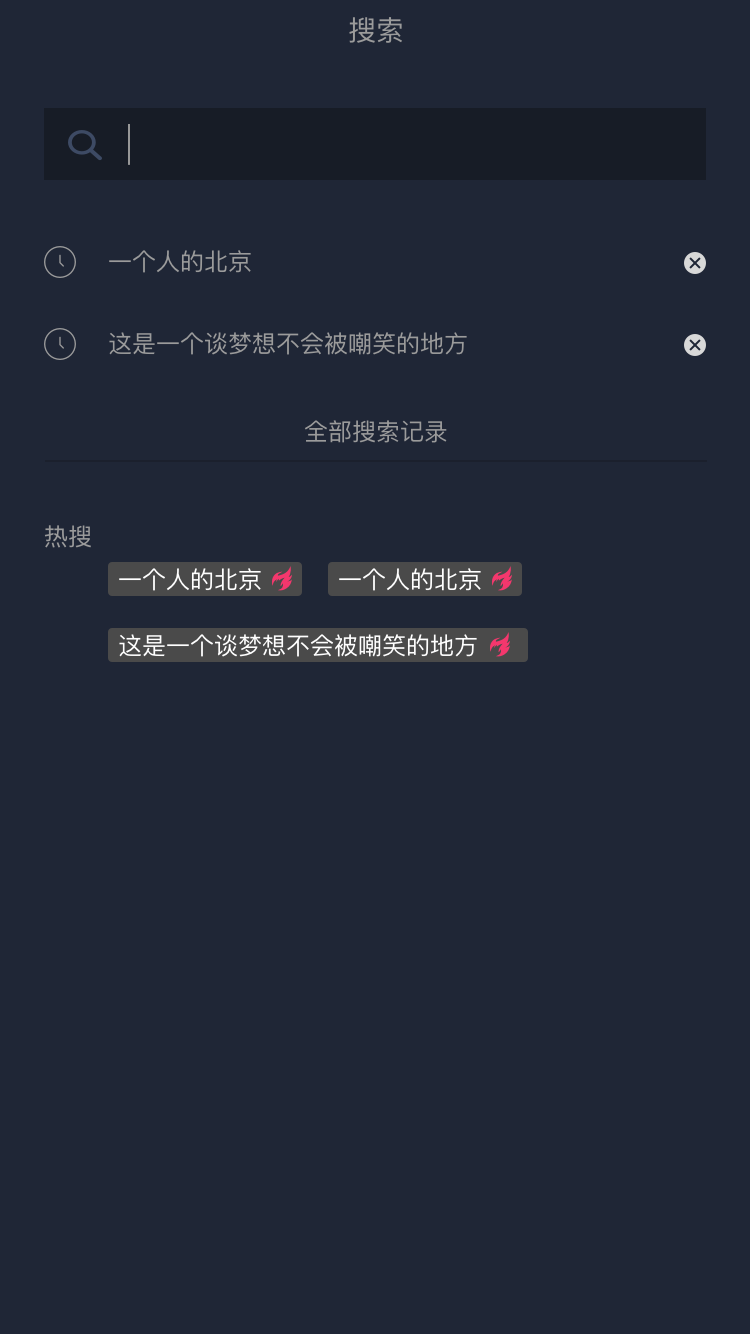 搜索
一个人的北京
这是一个谈梦想不会被嘲笑的地方
全部搜索记录
热搜
一个人的北京 一个人的北京
这是一个谈梦想不会被嘲笑的地方